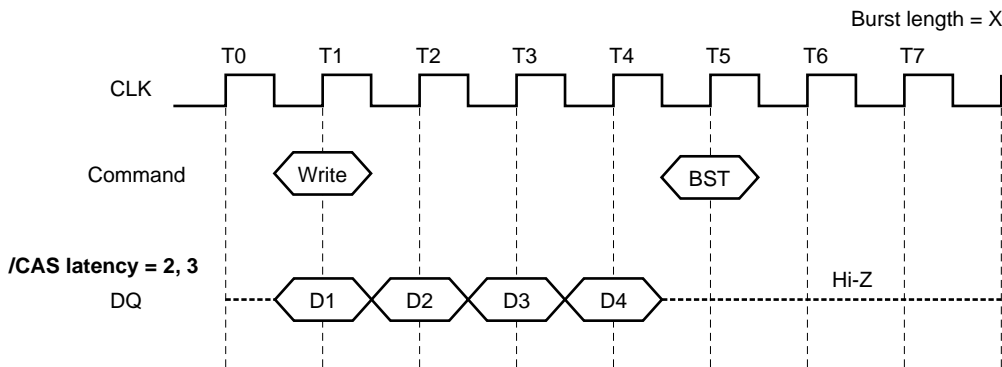 Burst length = X
T0 T1 T2 T3 T4 T5 T6 T7
CLK
Command Write BST
/CAS latency = 2, 3
Hi-Z
DQ D1 D2 D3 D4